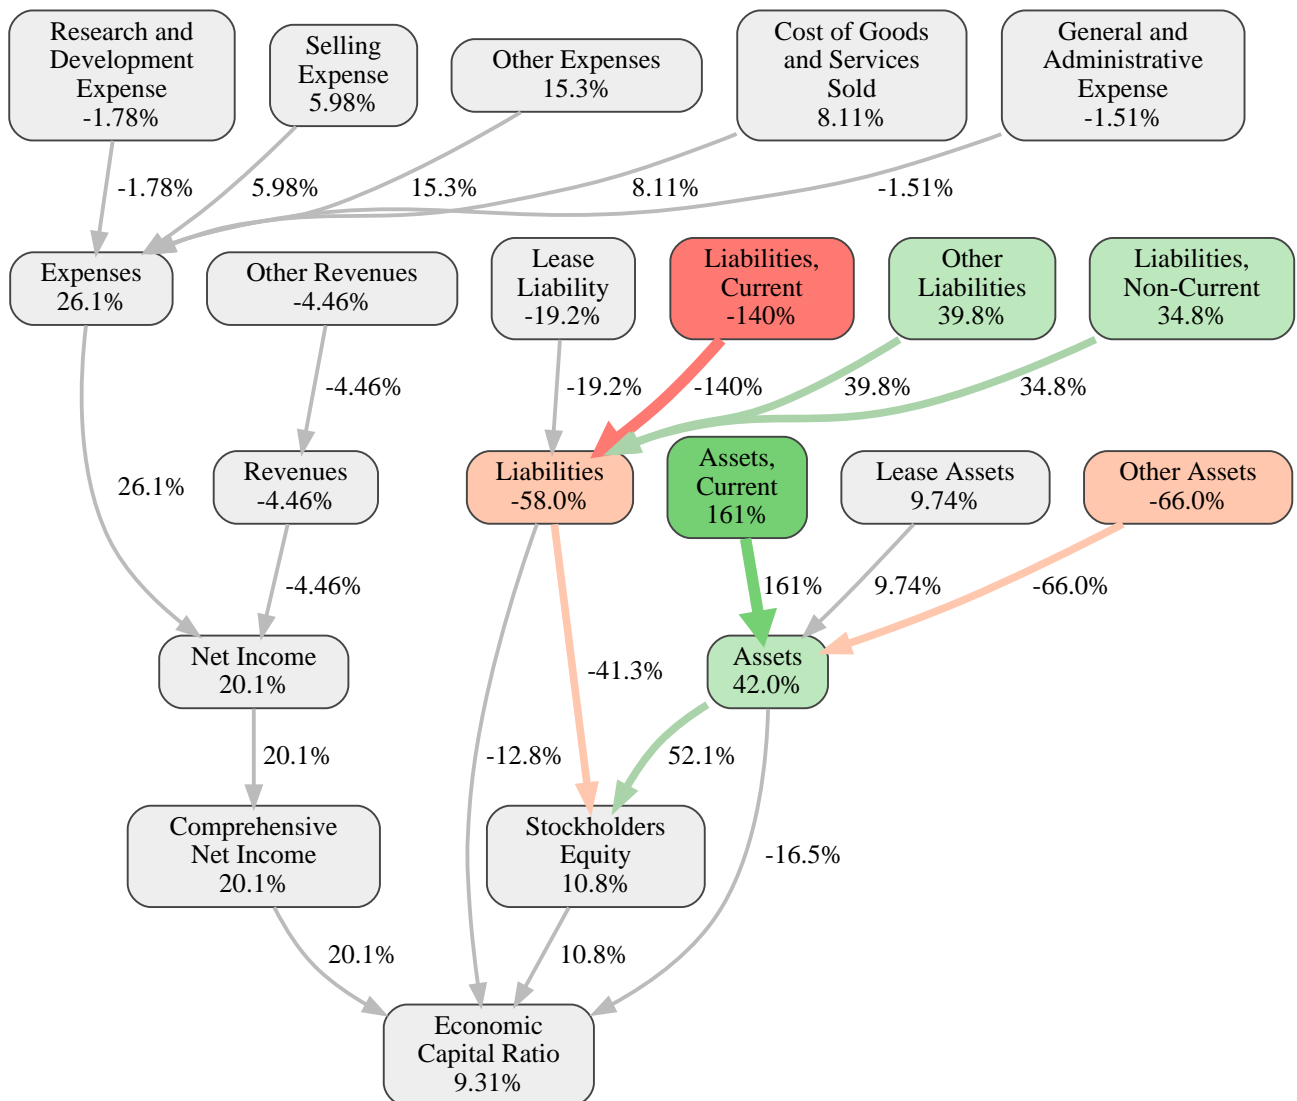 Research and
Development
Expense
-1.78%
Selling
Expense
5.98%
Other Expenses
15.3%
Cost of Goods
and Services
Sold
8.11%
General and
Administrative
Expense
-1.51%
-1.78%
5.98%
15.3%
8.11%
-1.51%
Expenses
26.1%
Other Revenues
-4.46%
Lease
Liability
-19.2%
Liabilities,
Current
-140%
Other
Liabilities
39.8%
Liabilities,
Non-Current
34.8%
-4.46%
-19.2%
-140%
39.8%
34.8%
26.1%
Revenues
-4.46%
Liabilities
-58.0%
Assets,
Current
161%
Lease Assets
9.74%
Other Assets
-66.0%
-4.46%
161%
9.74%
-66.0%
Net Income
20.1%
-41.3%
Assets
42.0%
20.1%
-12.8%
52.1%
Comprehensive
Net Income
20.1%
Stockholders
Equity
10.8%
-16.5%
20.1%
10.8%
Economic
Capital Ratio
9.31%